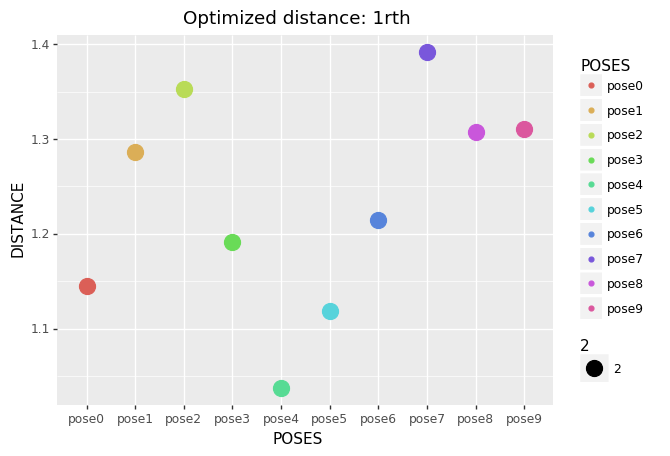 Optimized distance: 1rth
1.4
1.3
1.2
1.1
DISTANCE
pose0 pose1 pose2 pose3 pose4 pose5 pose6 pose7 pose8 pose9
POSES
POSES
pose0
pose1
pose2
pose3
pose4
pose5
pose6
pose7
pose8
pose9
2
2